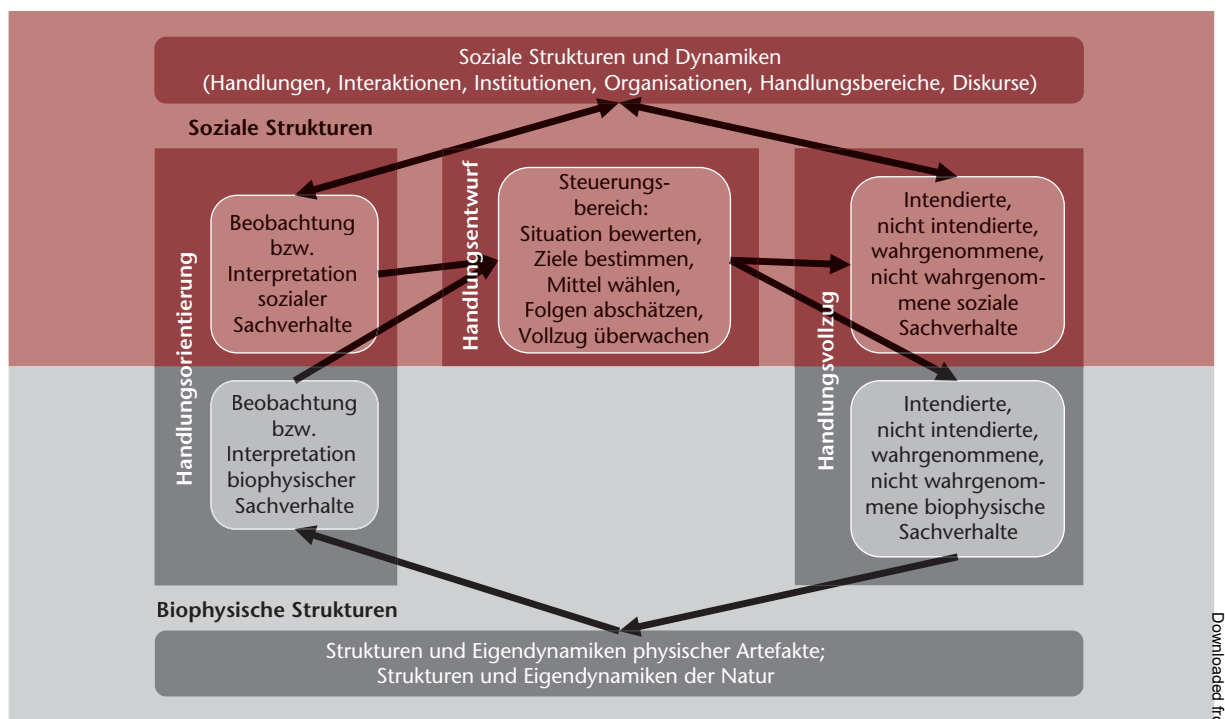 Soziale Strukturen und Dynamiken
(Handlungen, Interaktionen, Institutionen, Organisationen, Handlungsbereiche, Diskurse)
Soziale Strukturen
Handlungsorientierung
Beobachtung
bzw.
Interpretation
sozialer
Sachverhalte
Beobachtung
bzw.
Interpretation
biophysischer
Sachverhalte
Handlungsentwurf
Steuerungs-
bereich:
Situation bewerten,
Ziele bestimmen,
Mittel wählen,
Folgen abschätzen,
Vollzug überwachen
Handlungsvollzug
Intendierte,
nicht intendierte,
wahrgenommene,
nicht wahrgenom-
mene soziale
Sachverhalte
Intendierte,
nicht intendierte,
wahrgenommene,
nicht wahrgenom-
mene biophysische
Sachverhalte
Biophysische Strukturen
Strukturen und Eigendynamiken physischer Artefakte;
Strukturen und Eigendynamiken der Natur
Downloaded